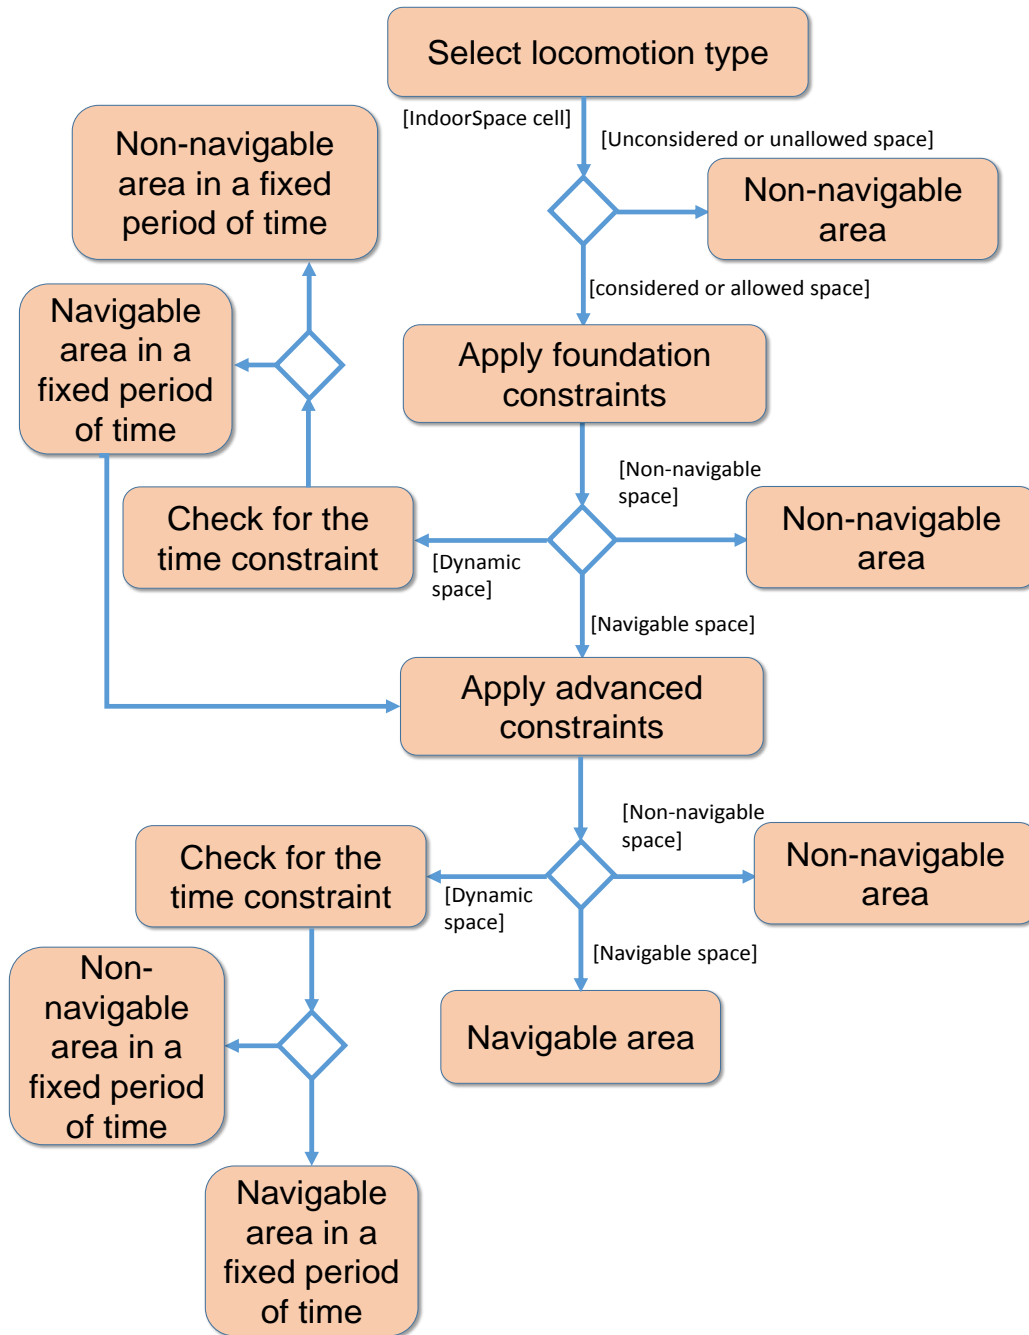 Select locomotion type
[IndoorSpace cell]
[Unconsidered or unallowed space]
Non-navigable
area in a fixed
period of time
Non-navigable
area
[considered or allowed space]
Navigable
area in a
fixed period
of time
Apply foundation
constraints
[Non-navigable
space]
Check for the
time constraint
Non-navigable
area
[Dynamic
space]
[Navigable space]
Apply advanced
constraints
[Non-navigable
space]
Check for the
time constraint
Non-navigable
area
[Dynamic
space]
[Navigable space]
Non-
navigable
area in a
fixed period
of time
Navigable area
Navigable
area in a
fixed period
of time